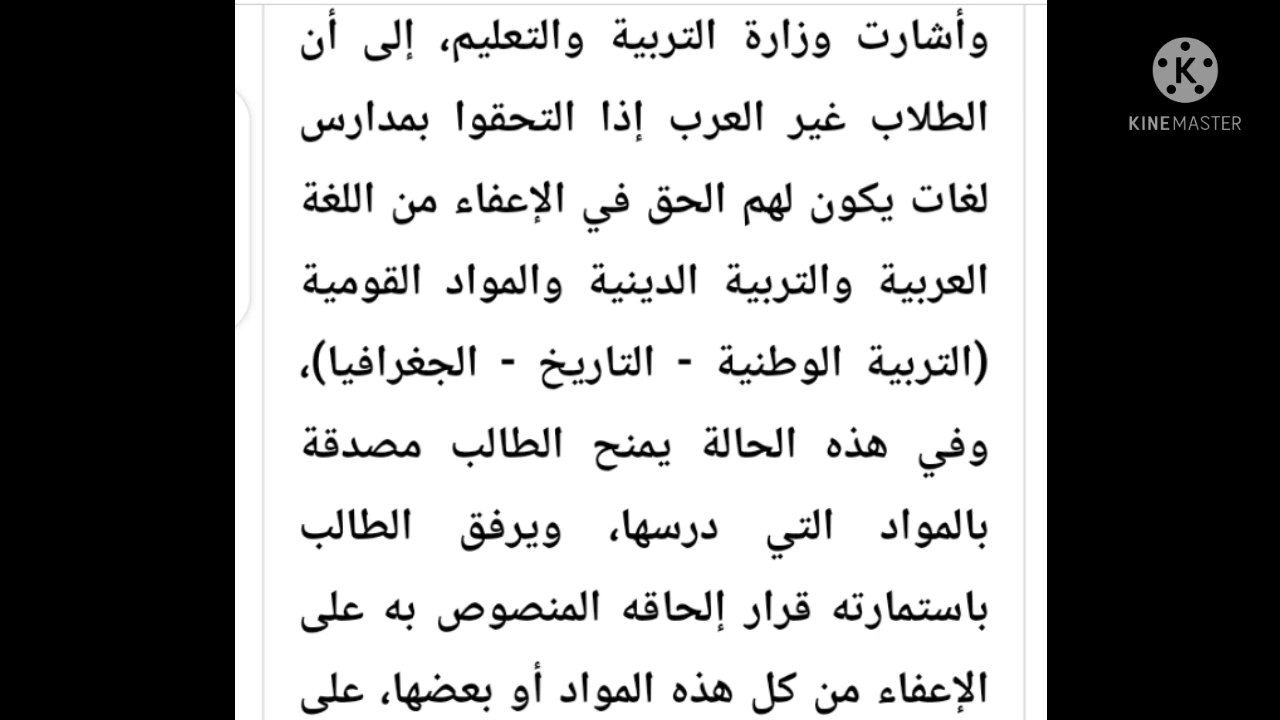 وأشارت وزارة التربية والتعليم، إلى أن
الطلاب غير العرب إذا التحقوا بمدارس
لغات يكون لهم الحق في الإعفاء من اللغة
العربية والتربية الدينية والمواد القومية
(التربية الوطنية - التاريخ - الجغرافيا)،
وفي هذه الحالة يمنح الطالب مصدقة
بالمواد التي درسها، ويرفق الطالب
باستمارته قرار إلحاقه المنصوص به على
الإعفاء من كل هذه المواد أو بعضها، على
K
KINEMASTER